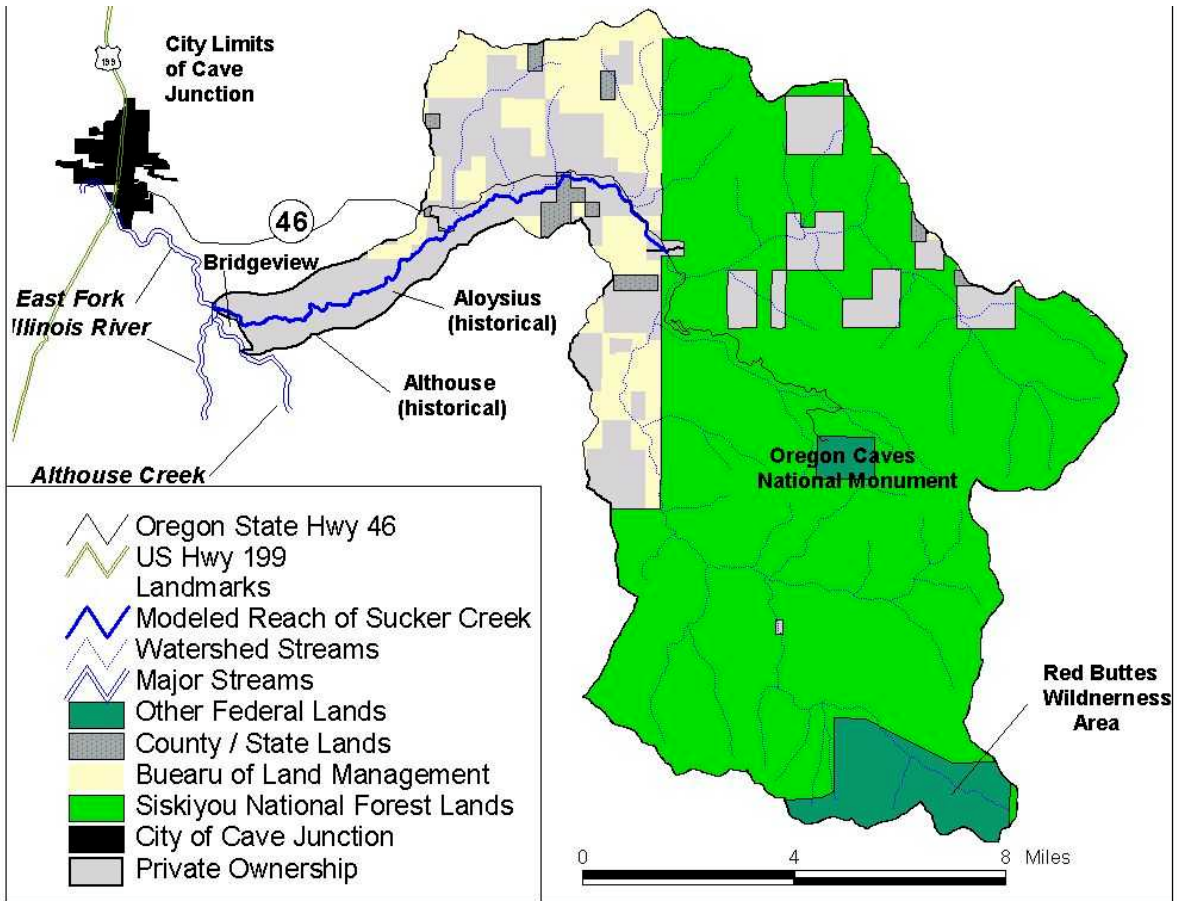 199
City Limits
of Cave
Junction
46
Bridgeview
East Fork
Illinois River
Aloysius
(historical)
Althouse
(historical)
Althouse Creek
Oregon Caves
National Monument
Red Buttes
Wildnerness
Area
Oregon State Hwy 46
US Hwy 199
Landmarks
Modeled Reach of Sucker Creek
Watershed Streams
Major Streams
Other Federal Lands
County / State Lands
Buearu of Land Management
Siskiyou National Forest Lands
City of Cave Junction
Private Ownership
0 4 8 Miles